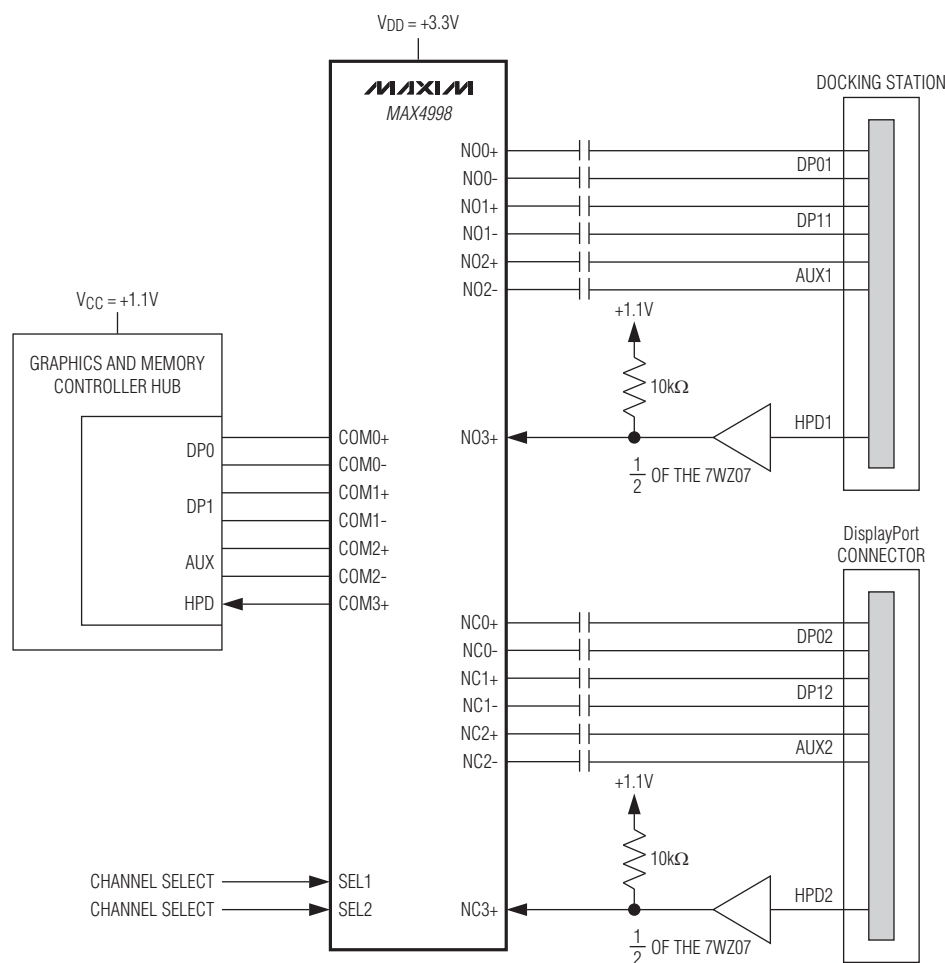 VDD = +3.3V
MAXIM
MAX4998
DOCKING STATION
NO0+
NO0-
NO1+
NO1-
NO2+
NO2-
DP01
DP11
AUX1
+1.1V
10kΩ
NO3+
HPD1
1/2 OF THE 7WZ07
VCC = +1.1V
GRAPHICS AND MEMORY
CONTROLLER HUB
DP0
DP1
AUX
HPD
COM0+
COM0-
COM1+
COM1-
COM2+
COM2-
COM3+
DisplayPort
CONNECTOR
NC0+
NC0-
NC1+
NC1-
NC2+
NC2-
DP02
DP12
AUX2
+1.1V
10kΩ
CHANNEL SELECT
CHANNEL SELECT
SEL1
SEL2
NC3+
HPD2
1/2 OF THE 7WZ07